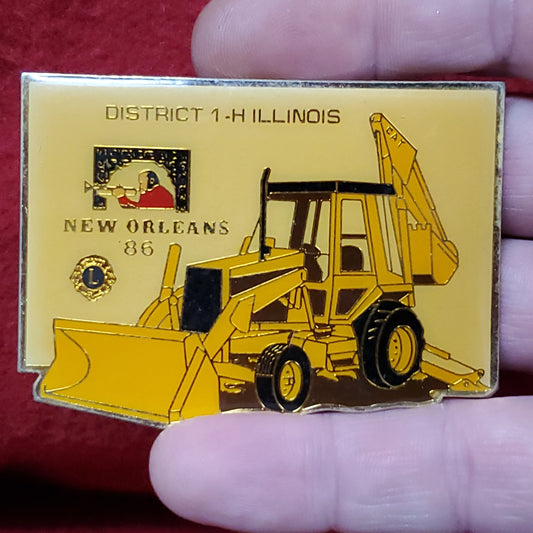 DISTRICT 1-H ILLINOIS
CAT
NEW ORLEANS
'86
L